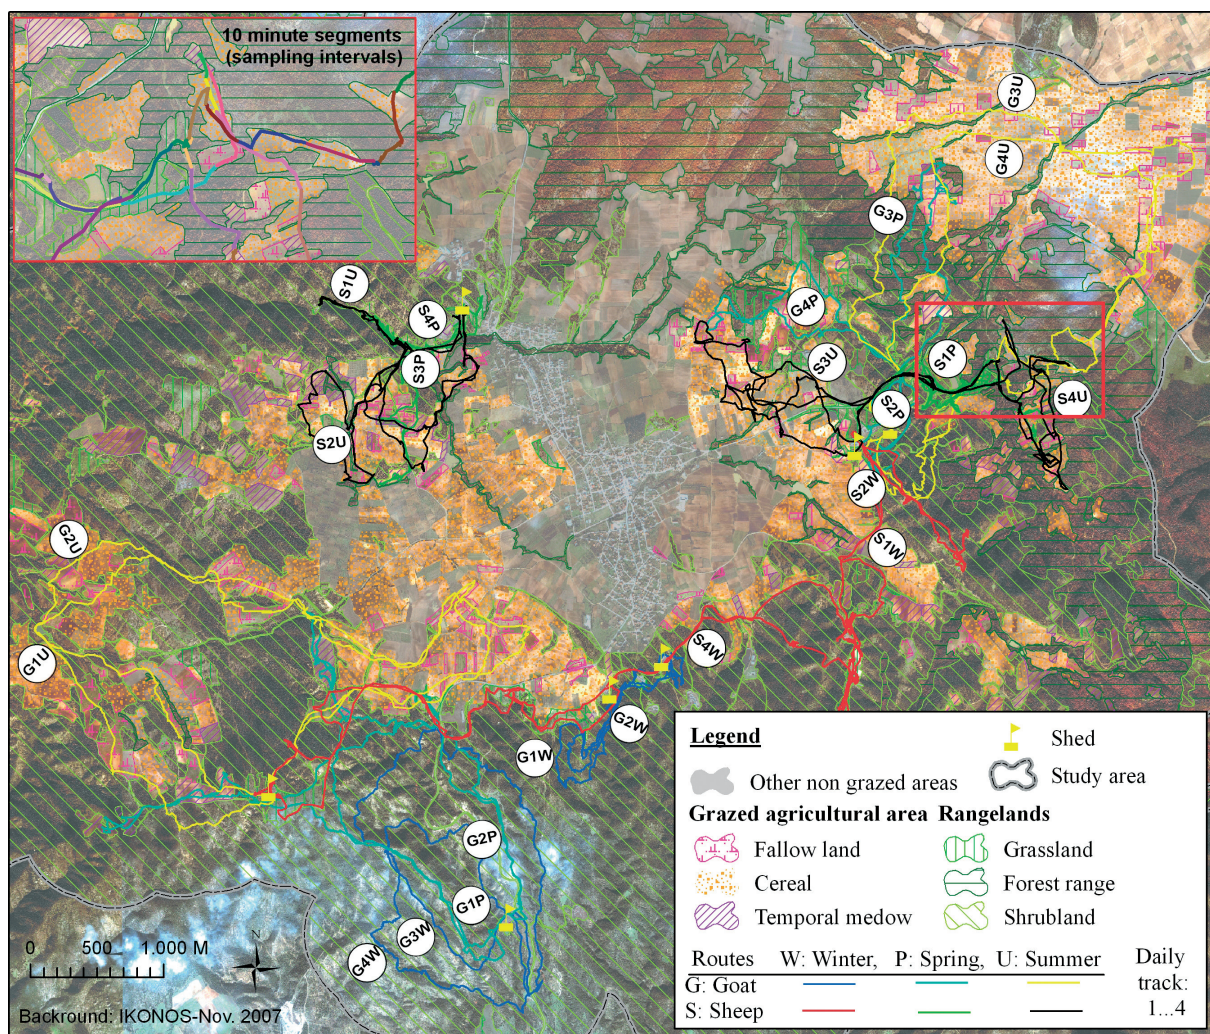 10 minute segments
(sampling intervals)
G3U
G4U
G3P
S1U
S4P
G4P
S3P
S3U
S1P
S2P
S4U
S2U
S2W
G2U
S1W
G1U
S4W
G2W
G1W
G2P
G1P
G3W
G4W
N
0 500 1,000 M
Backround: IKONOS-Nov. 2007
Legend
Shed
Other non grazed areas
Study area
Grazed agricultural area Rangelands
Fallow land Grassland
Cereal Forest range
Temporal medow Shrubland
Routes W: Winter, P: Spring, U: Summer Daily
G: Goat track:
S: Sheep 1...4